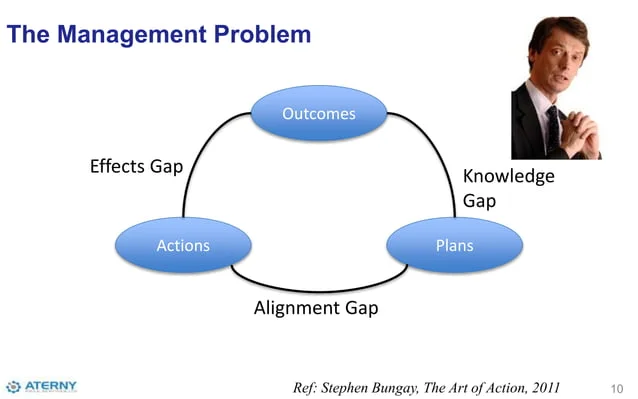 The Management Problem
Outcomes
Effects Gap
Knowledge
Gap
Actions
Plans
Alignment Gap
ATERNY
Ref: Stephen Bungay, The Art of Action, 2011
10